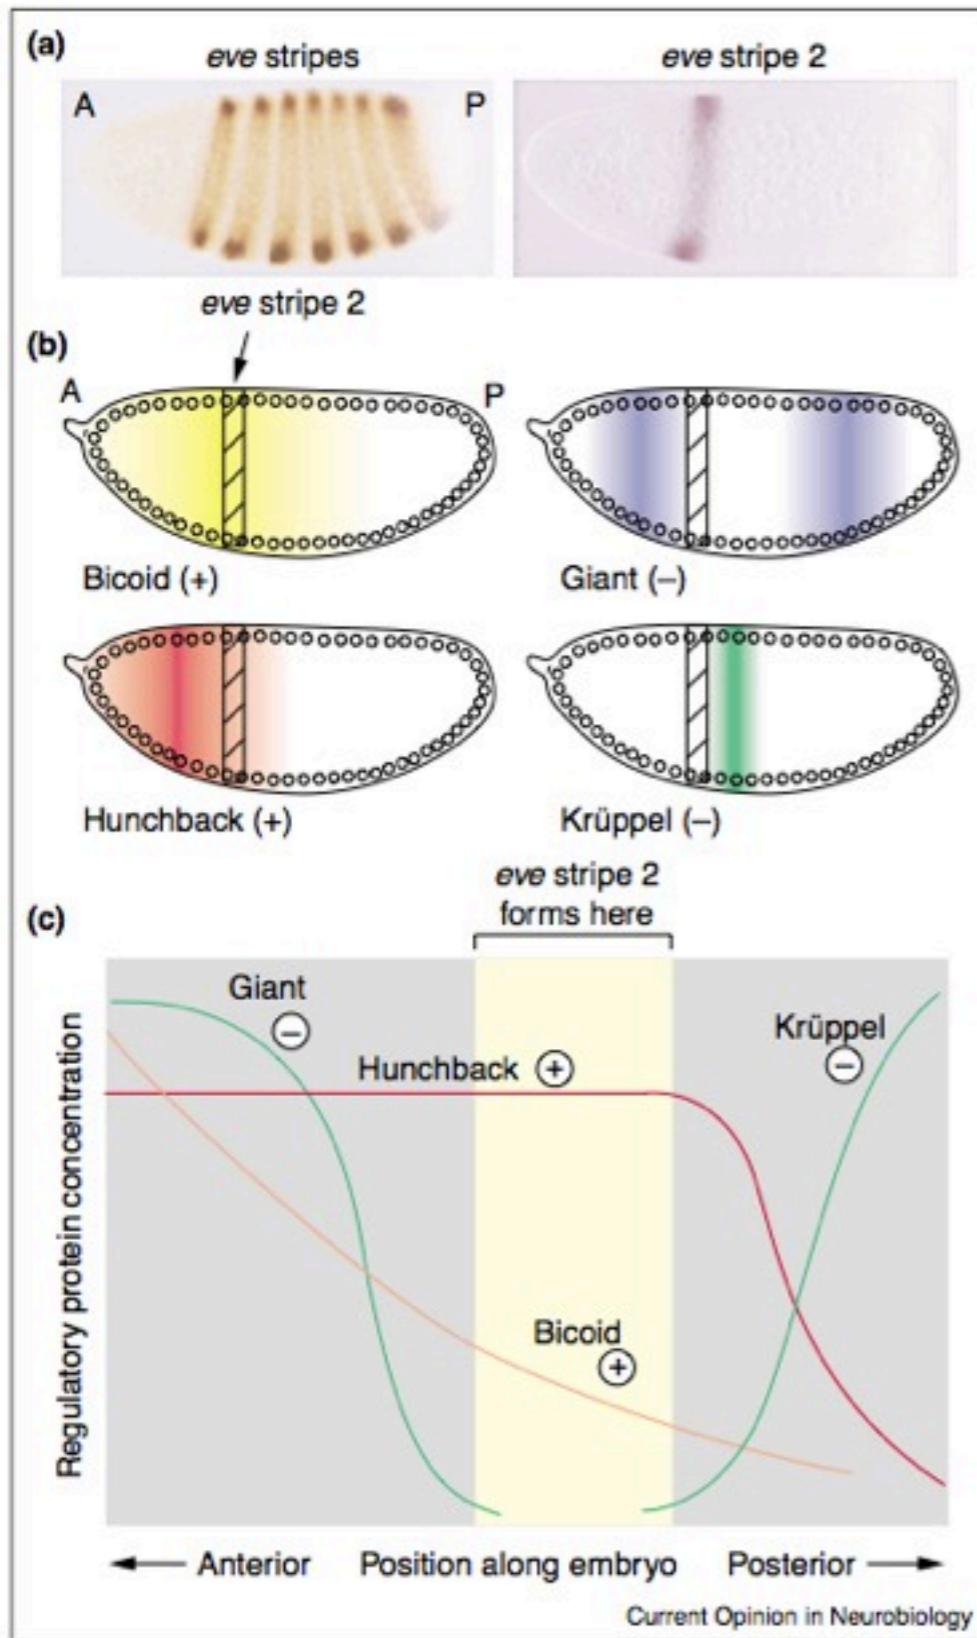 (a)
eve stripes
eve stripe 2
A
P
eve stripe 2
(b)
A
P
Bicoid (+)
Giant (–)
Hunchback (+)
Krüppel (–)
eve stripe 2
forms here
(c)
Giant
–
Hunchback +
Krüppel
–
Bicoid
+
Regulatory protein concentration
Anterior Position along embryo Posterior
Current Opinion in Neurobiology